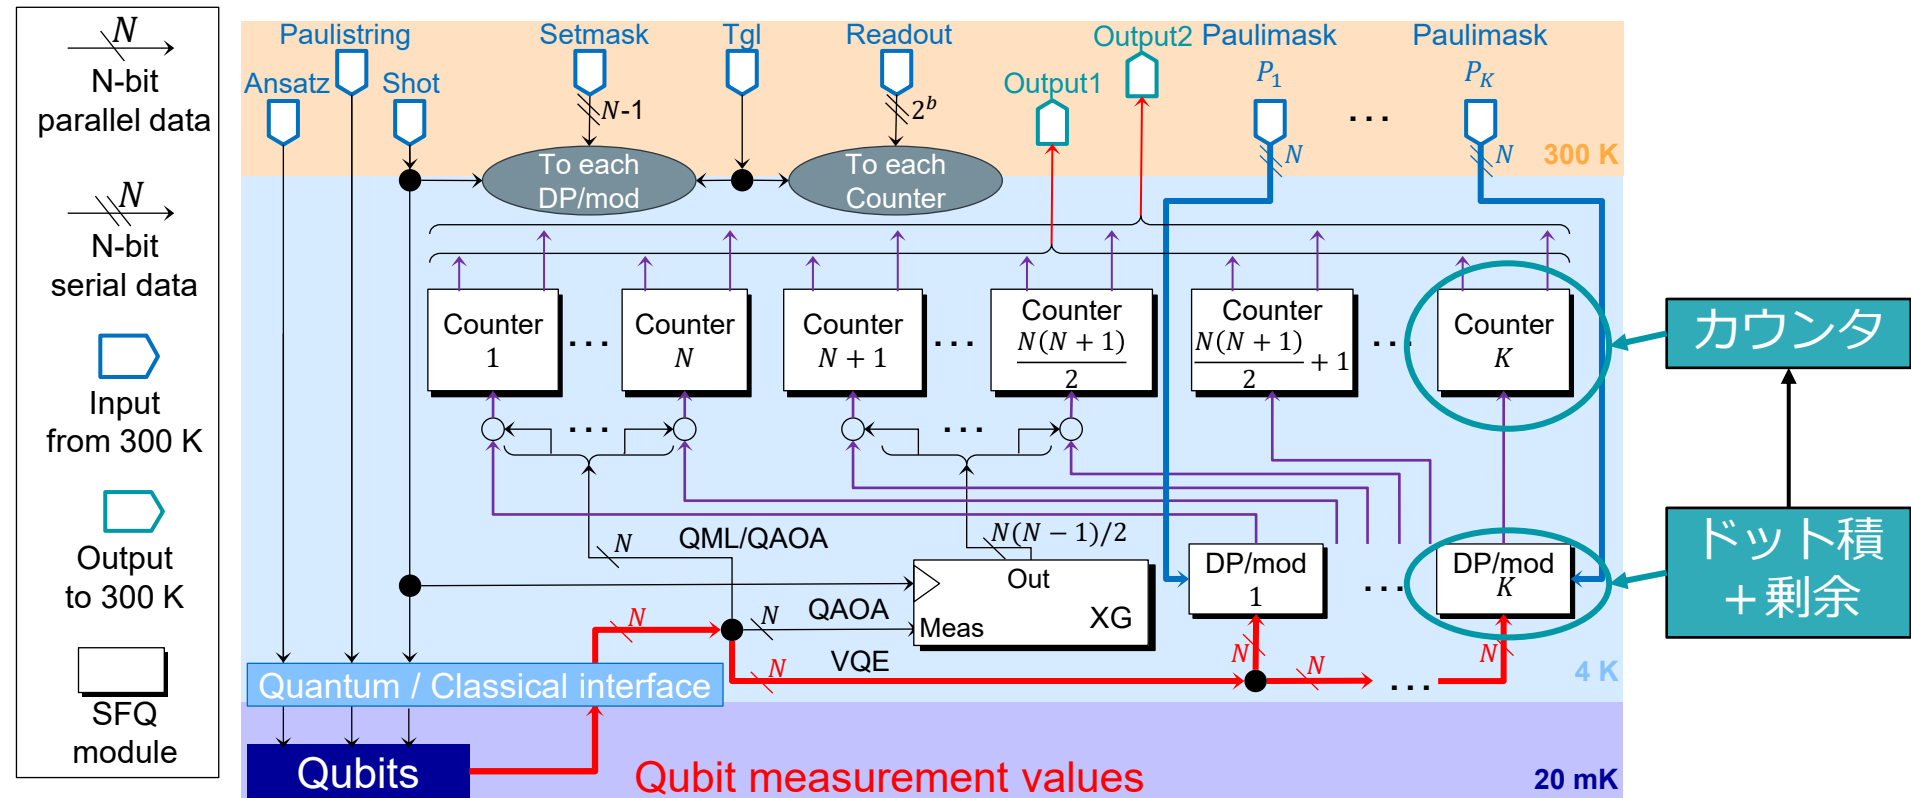 N
N-bit
parallel data
N
N-bit
serial data
Input
from 300 K
Output
to 300 K
SFQ
module
Paulistring
Setmask
Tgl
Readout
Output2
Paulimask
Paulimask
Ansatz
Shot
Output1
P₁
P_K
N-1
2ᵇ
...
N
N
300 K
To each
DP/mod
To each
Counter
Counter
1
...
Counter
N
Counter
N + 1
...
Counter
N(N + 1)
2
Counter
N(N + 1)
2
+ 1
...
Counter
K
カウンタ
...
...
N
QML/QAOA
N(N − 1)/2
Out
Meas
XG
DP/mod
1
...
DP/mod
K
ドット積
＋剰余
N
N
QAOA
N
VQE
N
N
...
N
4 K
Quantum / Classical interface
Qubits
Qubit measurement values
20 mK